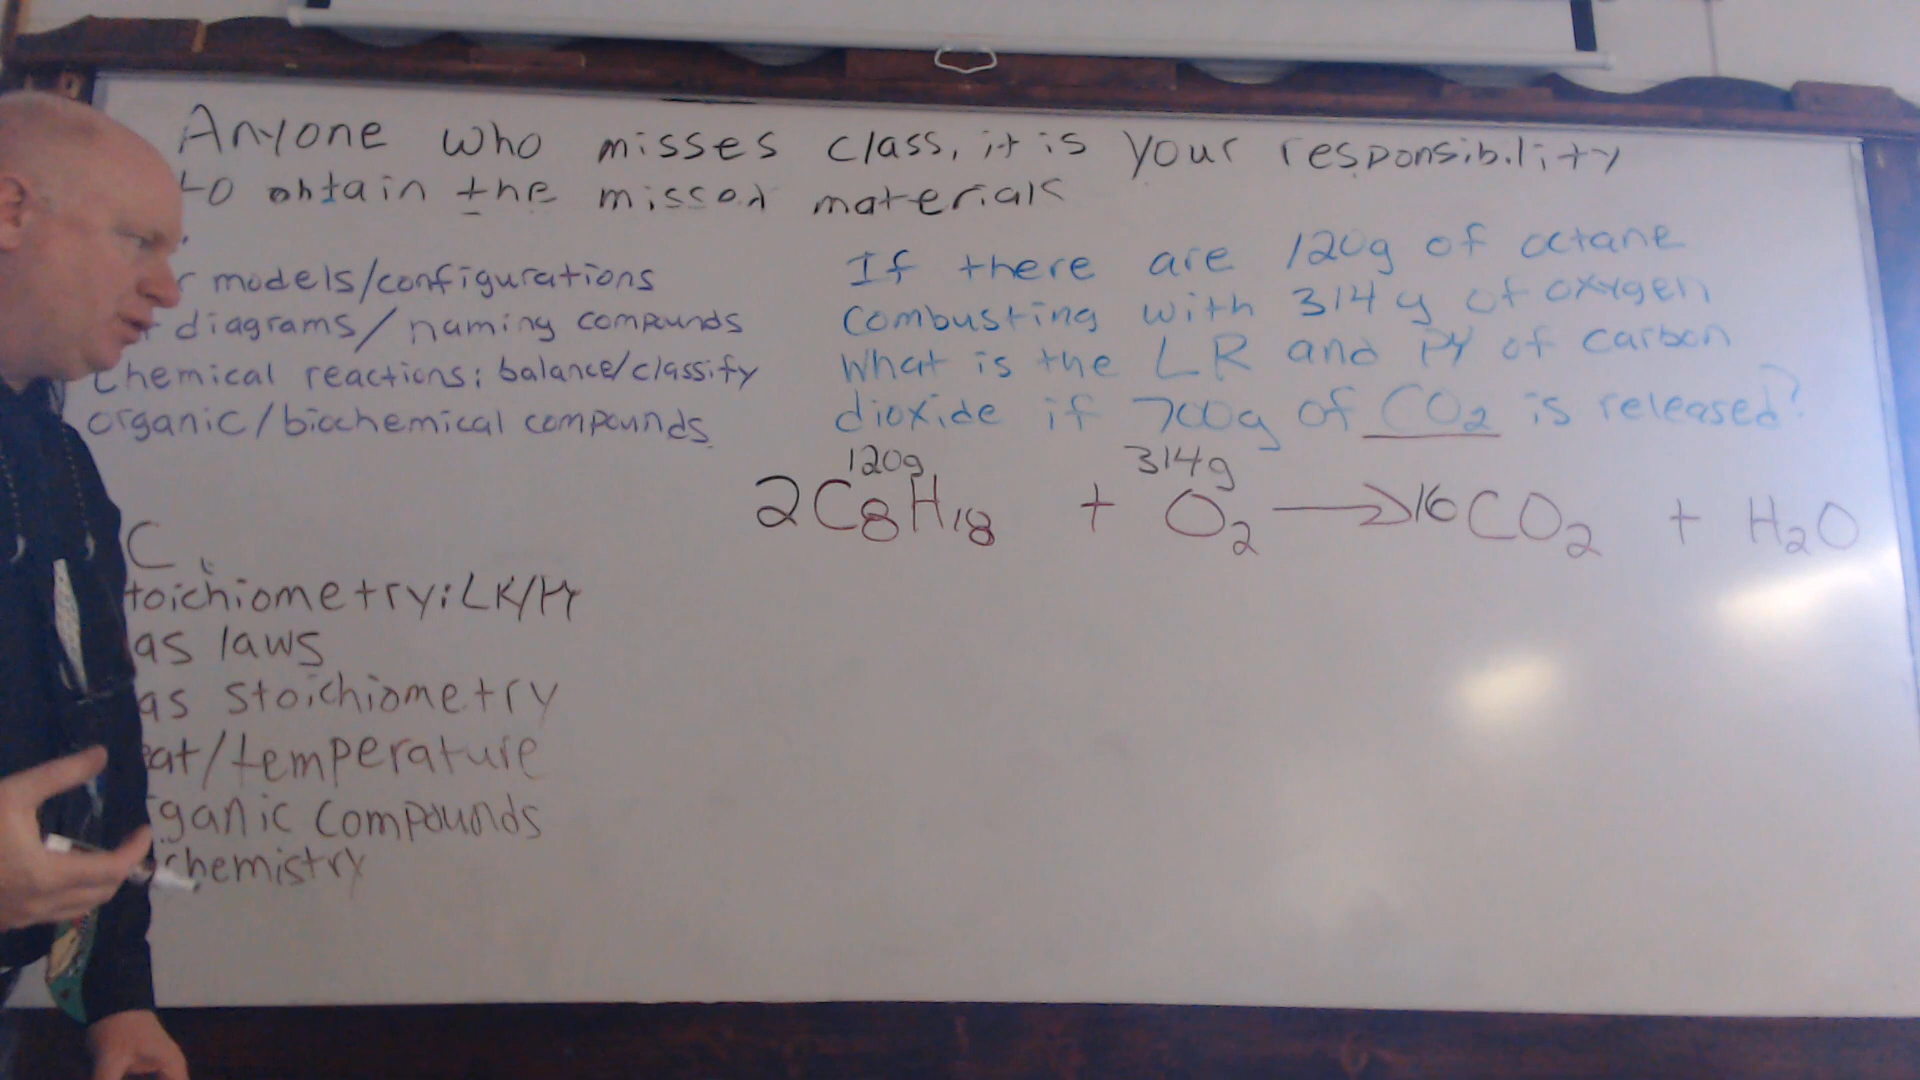 Anyone who misses class, it is your responsibility
to obtain the missed materials
r models/configurations
diagrams/naming compounds
Chemical reactions: balance/classify
organic/biochemical compounds
If there are 120g of octane
combusting with 314g of oxygen
What is the LR and PY of carbon
dioxide if 700g of CO2 is released?
120g 314g
2C8H18 + O2 → 16CO2 + H2O
C
toichiometry: LR/PY
as laws
as stoichiometry
eat/temperature
ganic compounds
chemistry